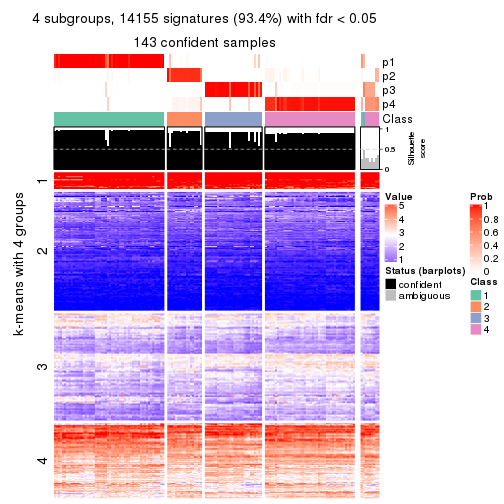 4 subgroups, 14155 signatures (93.4%) with fdr < 0.05
143 confident samples
p1
p2
p3
p4
Class
1
0.5
0
Silhouette
score
k-means with 4 groups
1
2
3
4
Value
5
4
3
2
1
Status (barplots)
confident
ambiguous
Prob
1
0.8
0.6
0.4
0.2
0
Class
1
2
3
4